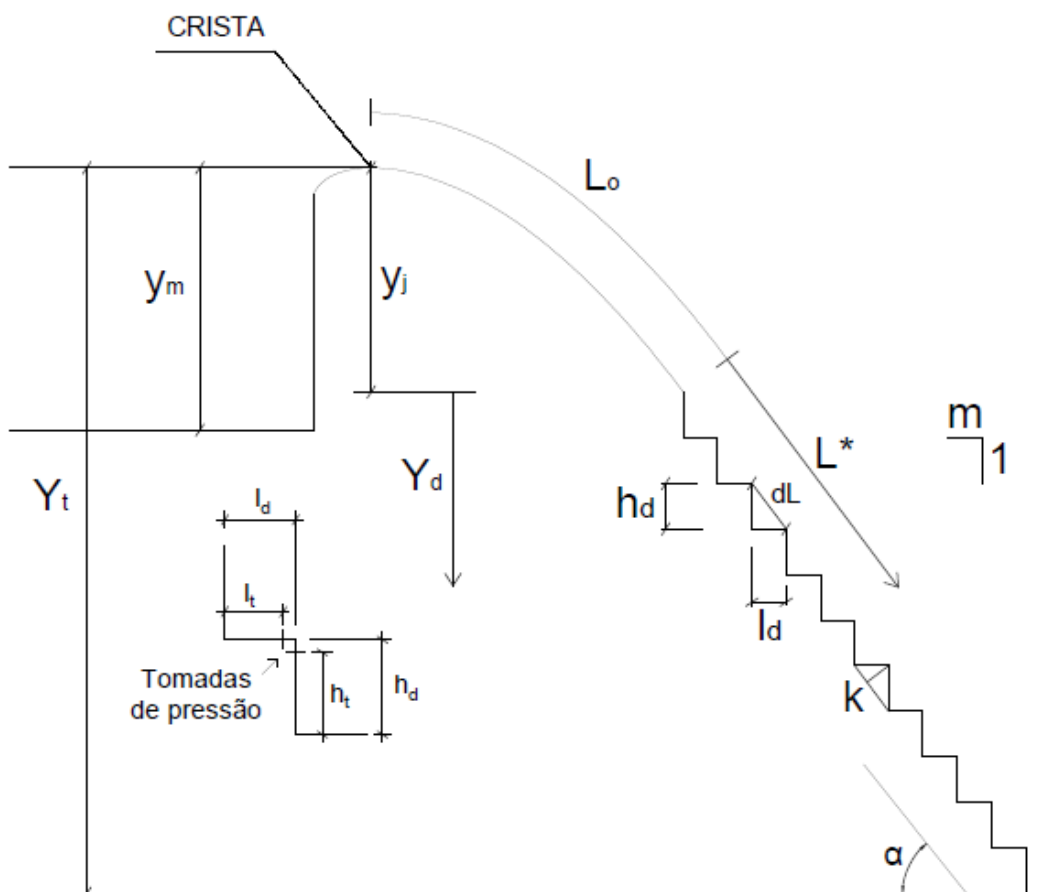 CRISTA
Lo
ym
yj
m
1
L*
Yt
Yd
hd
dL
ld
lt
ld
Tomadas
de pressão
ht
hd
k
α